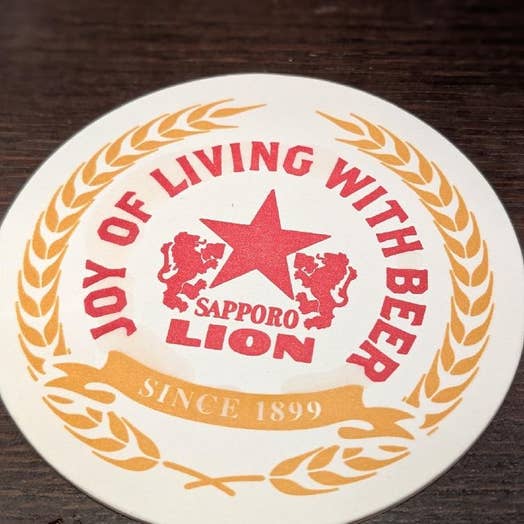 JOY OF LIVING WITH BEER
SAPPORO
LION
SINCE 1899